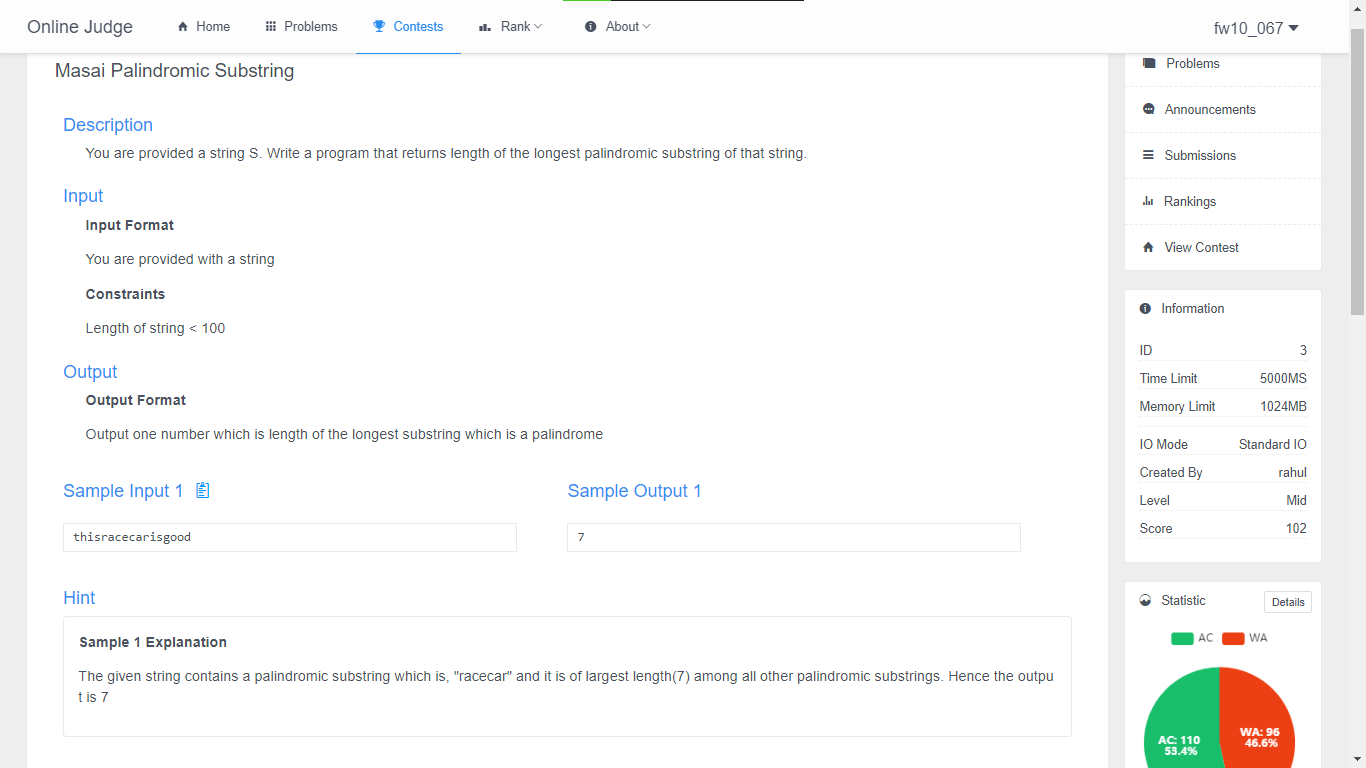 Online Judge
Home
Problems
Contests
Rank
About
fw10_067
Masai Palindromic Substring
Description
You are provided a string S. Write a program that returns length of the longest palindromic substring of that string.
Input
Input Format
You are provided with a string
Constraints
Length of string < 100
Output
Output Format
Output one number which is length of the longest substring which is a palindrome
Sample Input 1
Sample Output 1
thisracecarisgood
7
Hint
Sample 1 Explanation
The given string contains a palindromic substring which is, "racecar" and it is of largest length(7) among all other palindromic substrings. Hence the outpu
t is 7
Problems
Announcements
Submissions
Rankings
View Contest
Information
ID 3
Time Limit 5000MS
Memory Limit 1024MB
IO Mode Standard IO
Created By rahul
Level Mid
Score 102
Statistic
Details
AC WA
AC: 110
53.4%
WA: 96
46.6%